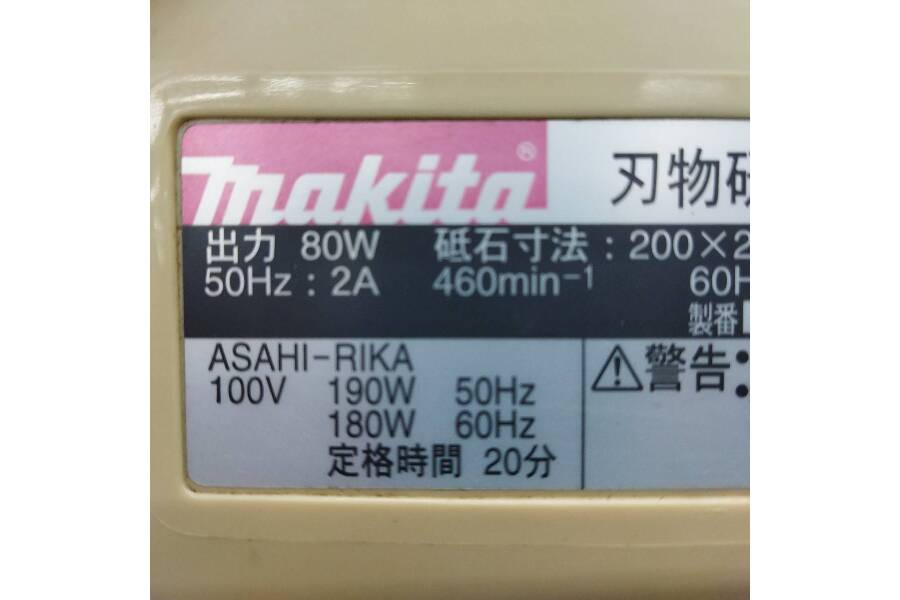 makita®
刃物研
出力 80W 砥石寸法：200×2
50Hz：2A 460min⁻¹ 60H
製番
ASAHI-RIKA
100V 190W 50Hz
180W 60Hz
定格時間 20分
⚠警告：